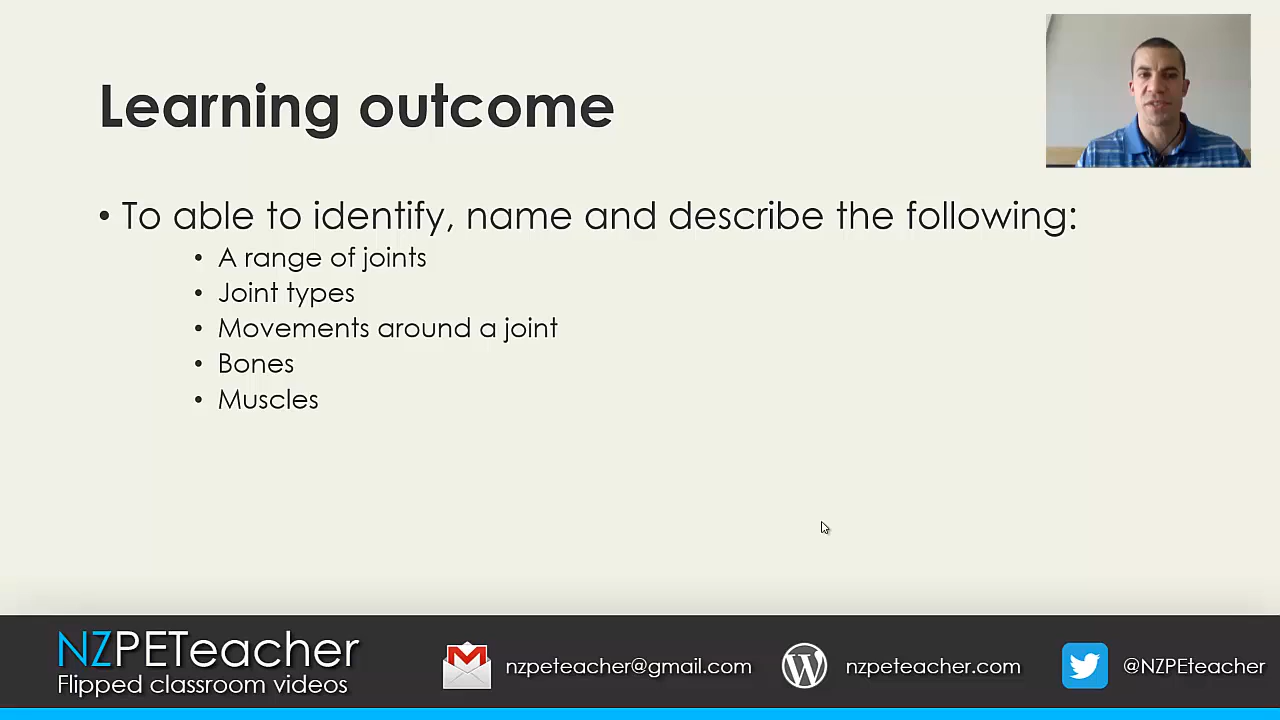 Learning outcome
• To able to identify, name and describe the following:
• A range of joints
• Joint types
• Movements around a joint
• Bones
• Muscles
NZPETeacher
Flipped classroom videos
nzpeteacher@gmail.com
nzpeteacher.com
@NZPEteacher